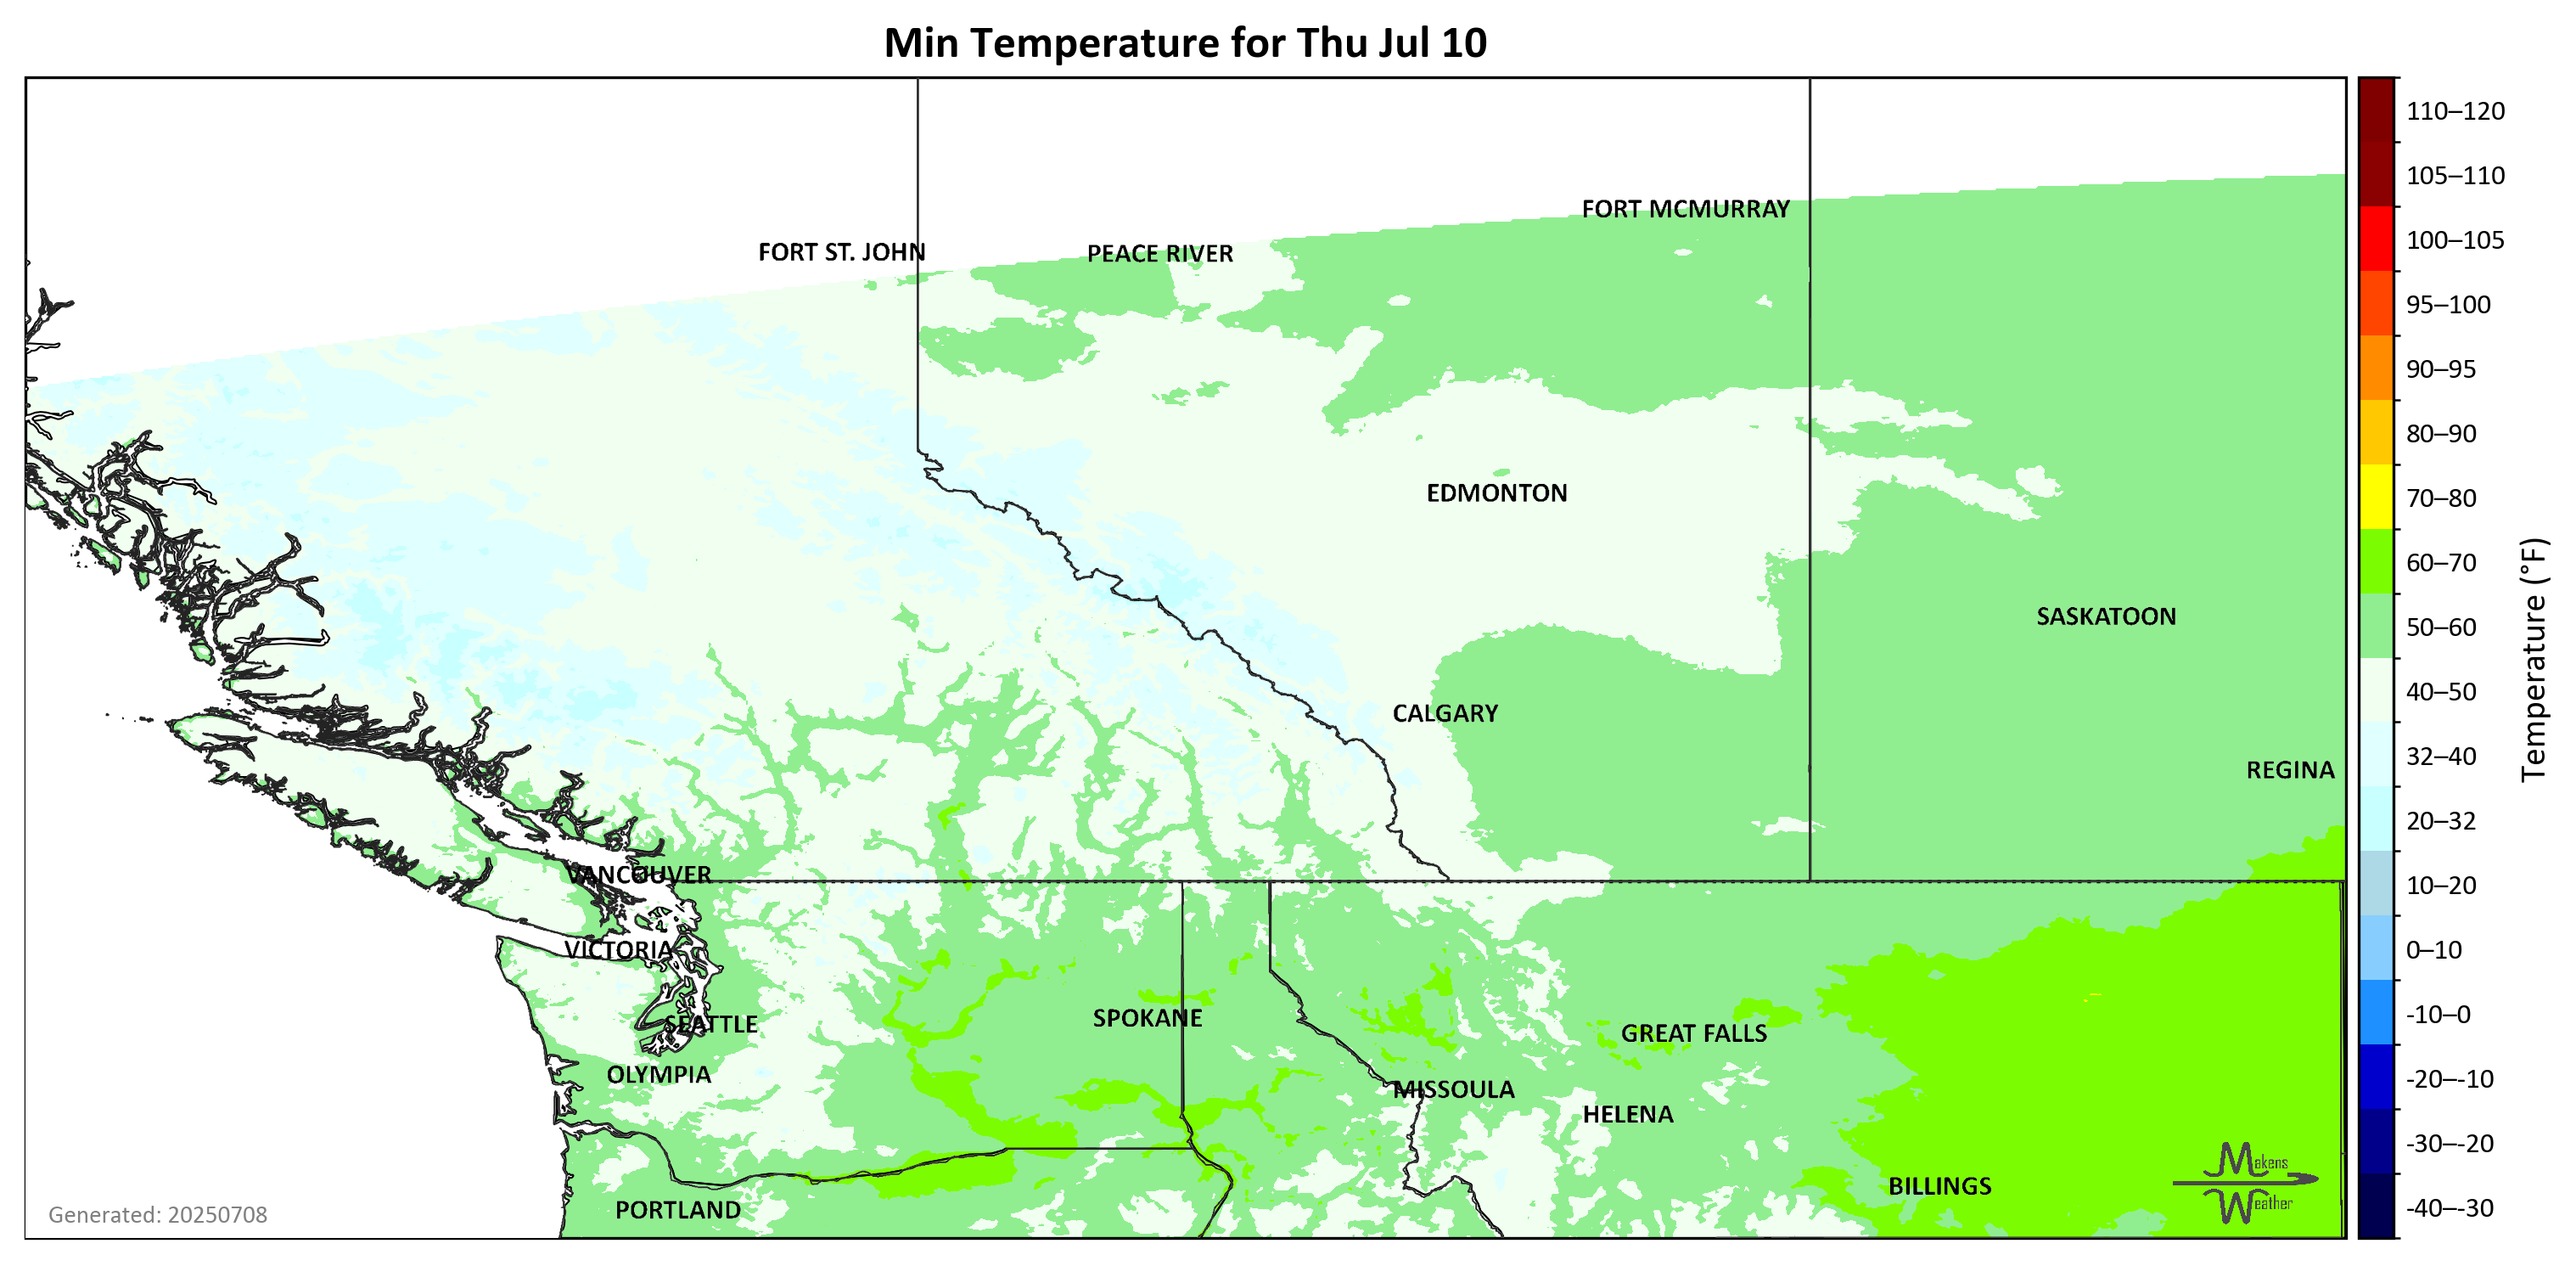 Min Temperature for Thu Jul 10
110–120
105–110
FORT MCMURRAY
100–105
FORT ST. JOHN
PEACE RIVER
95–100
90–95
80–90
EDMONTON
70–80
60–70
SASKATOON
50–60
Temperature (°F)
CALGARY
40–50
32–40
REGINA
20–32
VANCOUVER
10–20
VICTORIA
0–10
SEATTLE
SPOKANE
GREAT FALLS
-10–0
OLYMPIA
MISSOULA
-20–-10
HELENA
-30–-20
Makens
Weather
BILLINGS
PORTLAND
Generated: 20250708
-40–-30